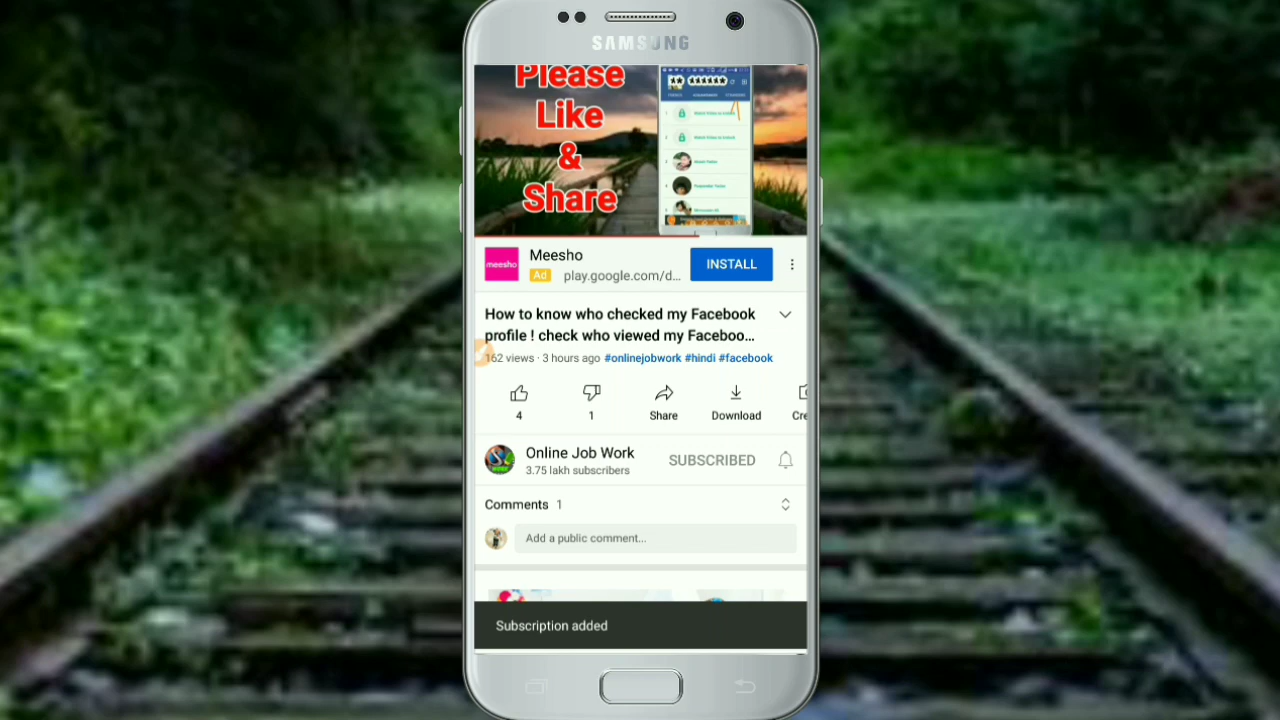 SAMSUNG
Please
Like
&
Share
meesho
Meesho
Ad play.google.com/d...
INSTALL
How to know who checked my Facebook
profile ! check who viewed my Faceboo...
162 views · 3 hours ago #onlinejobwork #hindi #facebook
4 1 Share Download Cre
Online Job Work
3.75 lakh subscribers
SUBSCRIBED
Comments 1
Add a public comment...
Subscription added